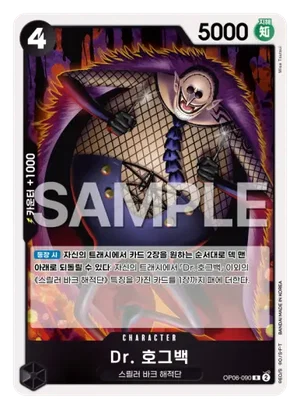 4
5000
지혜
知
카운터 +1000
SAMPLE
등장 시 자신의 트래시에서 카드 2장을 원하는 순서대로 덱 맨
아래로 되돌릴 수 있다: 자신의 트래시에서 「Dr. 호그백」 이외의
《스릴러 바크 해적단》 특징을 가진 카드를 1장까지 패에 더한다.
CHARACTER
Dr. 호그백
스릴러 바크 해적단
OP06-090 R 2
BANDAI MADE IN KOREA